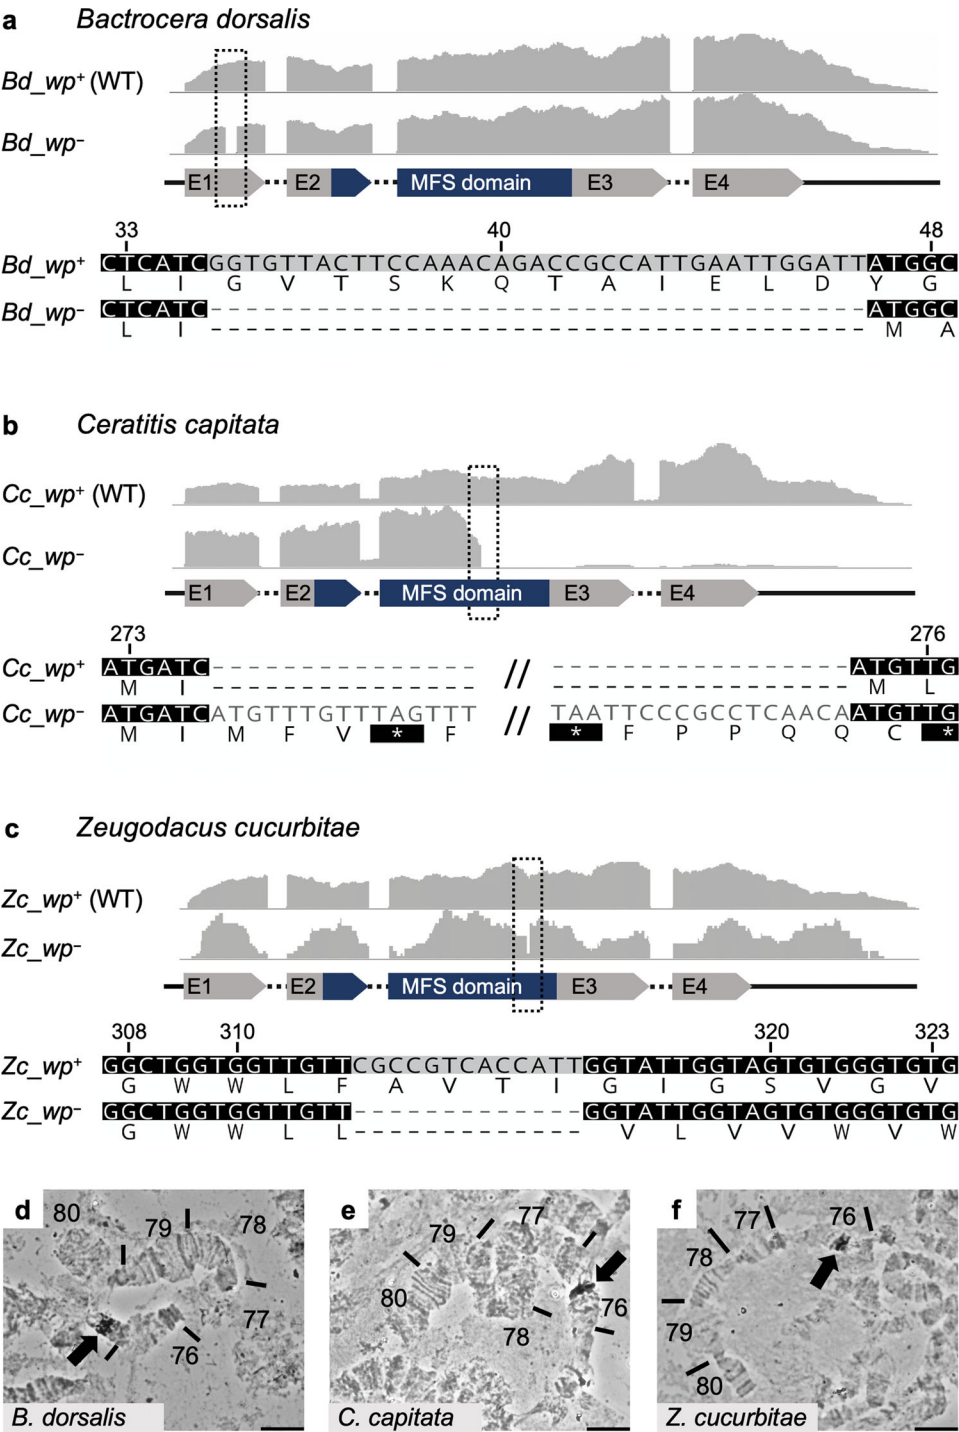 a Bactrocera dorsalis
Bd_wp+ (WT)
Bd_wp−
E1 E2 MFS domain E3 E4
33 40 48
Bd_wp+ CTCATCGGTGTTACTTCCAAACAGACCGCCATTGAATTGGATTATGGC
L I G V T S K Q T A I E L D Y G
Bd_wp− CTCATC - - - - - - - - - - - - - - - - - - - - - - - - - - - - - - - - - - - - - ATGGC
L I - - - - - - - - - - - - - - - - - - - - - - - - - - - - - - - - - - - - - M A
b Ceratitis capitata
Cc_wp+ (WT)
Cc_wp−
E1 E2 MFS domain E3 E4
273 276
Cc_wp+ ATGATC - - - - - - - - - - - - - - - // - - - - - - - - - - - - - - - - - ATGTTG
M I - - - - - - - - - - - - - - - - - - - - - - - - - - - - - - - - M L
Cc_wp− ATGATCATGTTTGTTTAGTTT // TAATTCCCGCCTCAACAATGTTG
M I M F V * F * F P P Q Q C *
c Zeugodacus cucurbitae
Zc_wp+ (WT)
Zc_wp−
E1 E2 MFS domain E3 E4
308 310 320 323
Zc_wp+ GGCTGGTGGTTGTTCGCCGTCACCATTGGTATTGGTAGTGTGGGTGTG
G W W L F A V T I G I G S V G V
Zc_wp− GGCTGGTGGTTGTT - - - - - - - - - - - - - GGTATTGGTAGTGTGGGTGTG
G W W L L - - - - - - - - - - - - - V L V V W V W
d 80 79 78 77 76
B. dorsalis
e 77 79 80 78 76
C. capitata
f 77 76 78 79 80
Z. cucurbitae